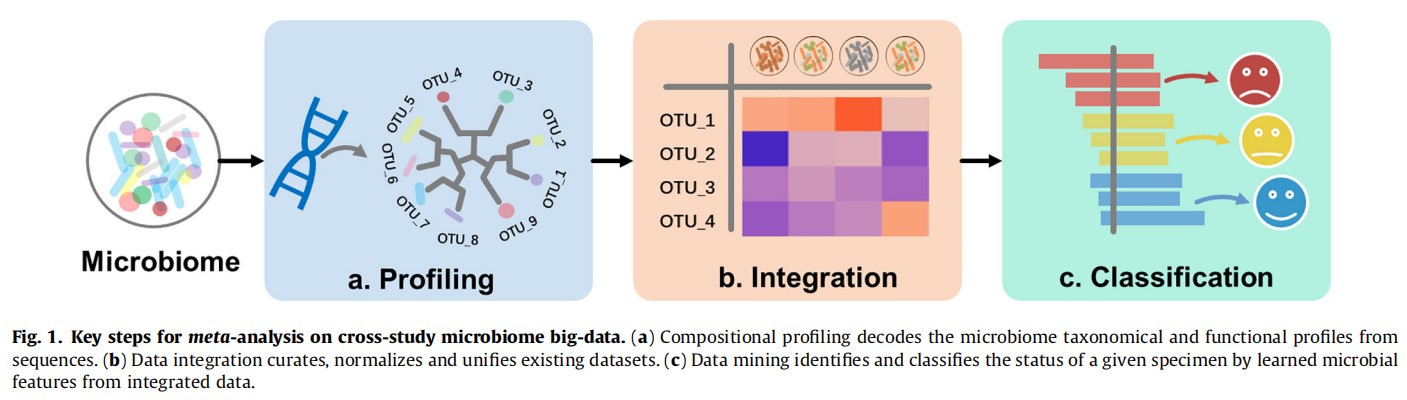 Microbiome
OTU_4
OTU_3
OTU_5
OTU_2
OTU_6
OTU_1
OTU_7
OTU_9
OTU_8
a. Profiling
OTU_1
OTU_2
OTU_3
OTU_4
b. Integration
c. Classification
Fig. 1. Key steps for meta-analysis on cross-study microbiome big-data. (a) Compositional profiling decodes the microbiome taxonomical and functional profiles from
sequences. (b) Data integration curates, normalizes and unifies existing datasets. (c) Data mining identifies and classifies the status of a given specimen by learned microbial
features from integrated data.